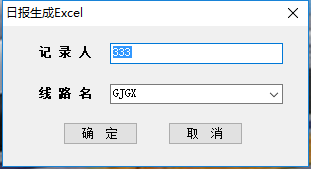 日报生成Excel
记 录 人 333
线 路 名 GJGX
确 定 取 消